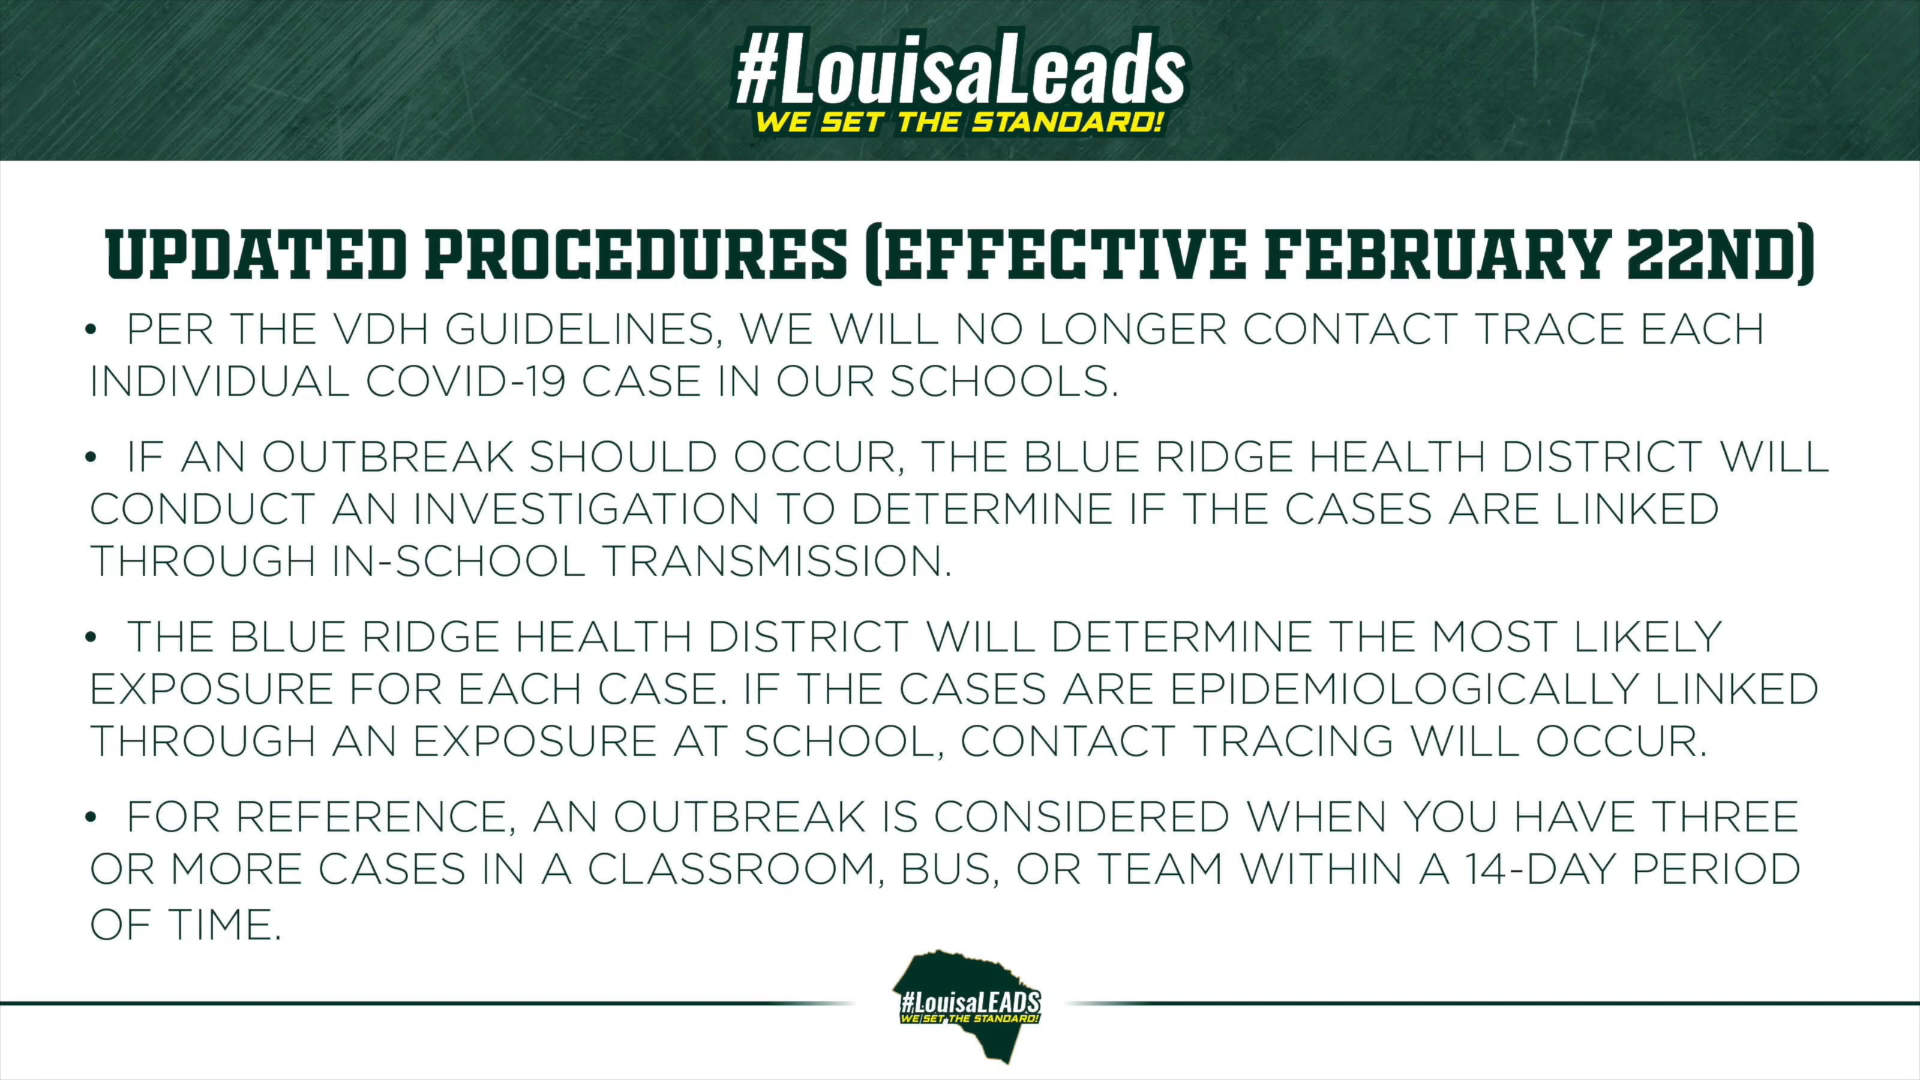 #LouisaLeads
WE SET THE STANDARD!
UPDATED PROCEDURES (EFFECTIVE FEBRUARY 22ND)
• PER THE VDH GUIDELINES, WE WILL NO LONGER CONTACT TRACE EACH
INDIVIDUAL COVID-19 CASE IN OUR SCHOOLS.
• IF AN OUTBREAK SHOULD OCCUR, THE BLUE RIDGE HEALTH DISTRICT WILL
CONDUCT AN INVESTIGATION TO DETERMINE IF THE CASES ARE LINKED
THROUGH IN-SCHOOL TRANSMISSION.
• THE BLUE RIDGE HEALTH DISTRICT WILL DETERMINE THE MOST LIKELY
EXPOSURE FOR EACH CASE. IF THE CASES ARE EPIDEMIOLOGICALLY LINKED
THROUGH AN EXPOSURE AT SCHOOL, CONTACT TRACING WILL OCCUR.
• FOR REFERENCE, AN OUTBREAK IS CONSIDERED WHEN YOU HAVE THREE
OR MORE CASES IN A CLASSROOM, BUS, OR TEAM WITHIN A 14-DAY PERIOD
OF TIME.
#LouisaLEADS
WE SET THE STANDARD!